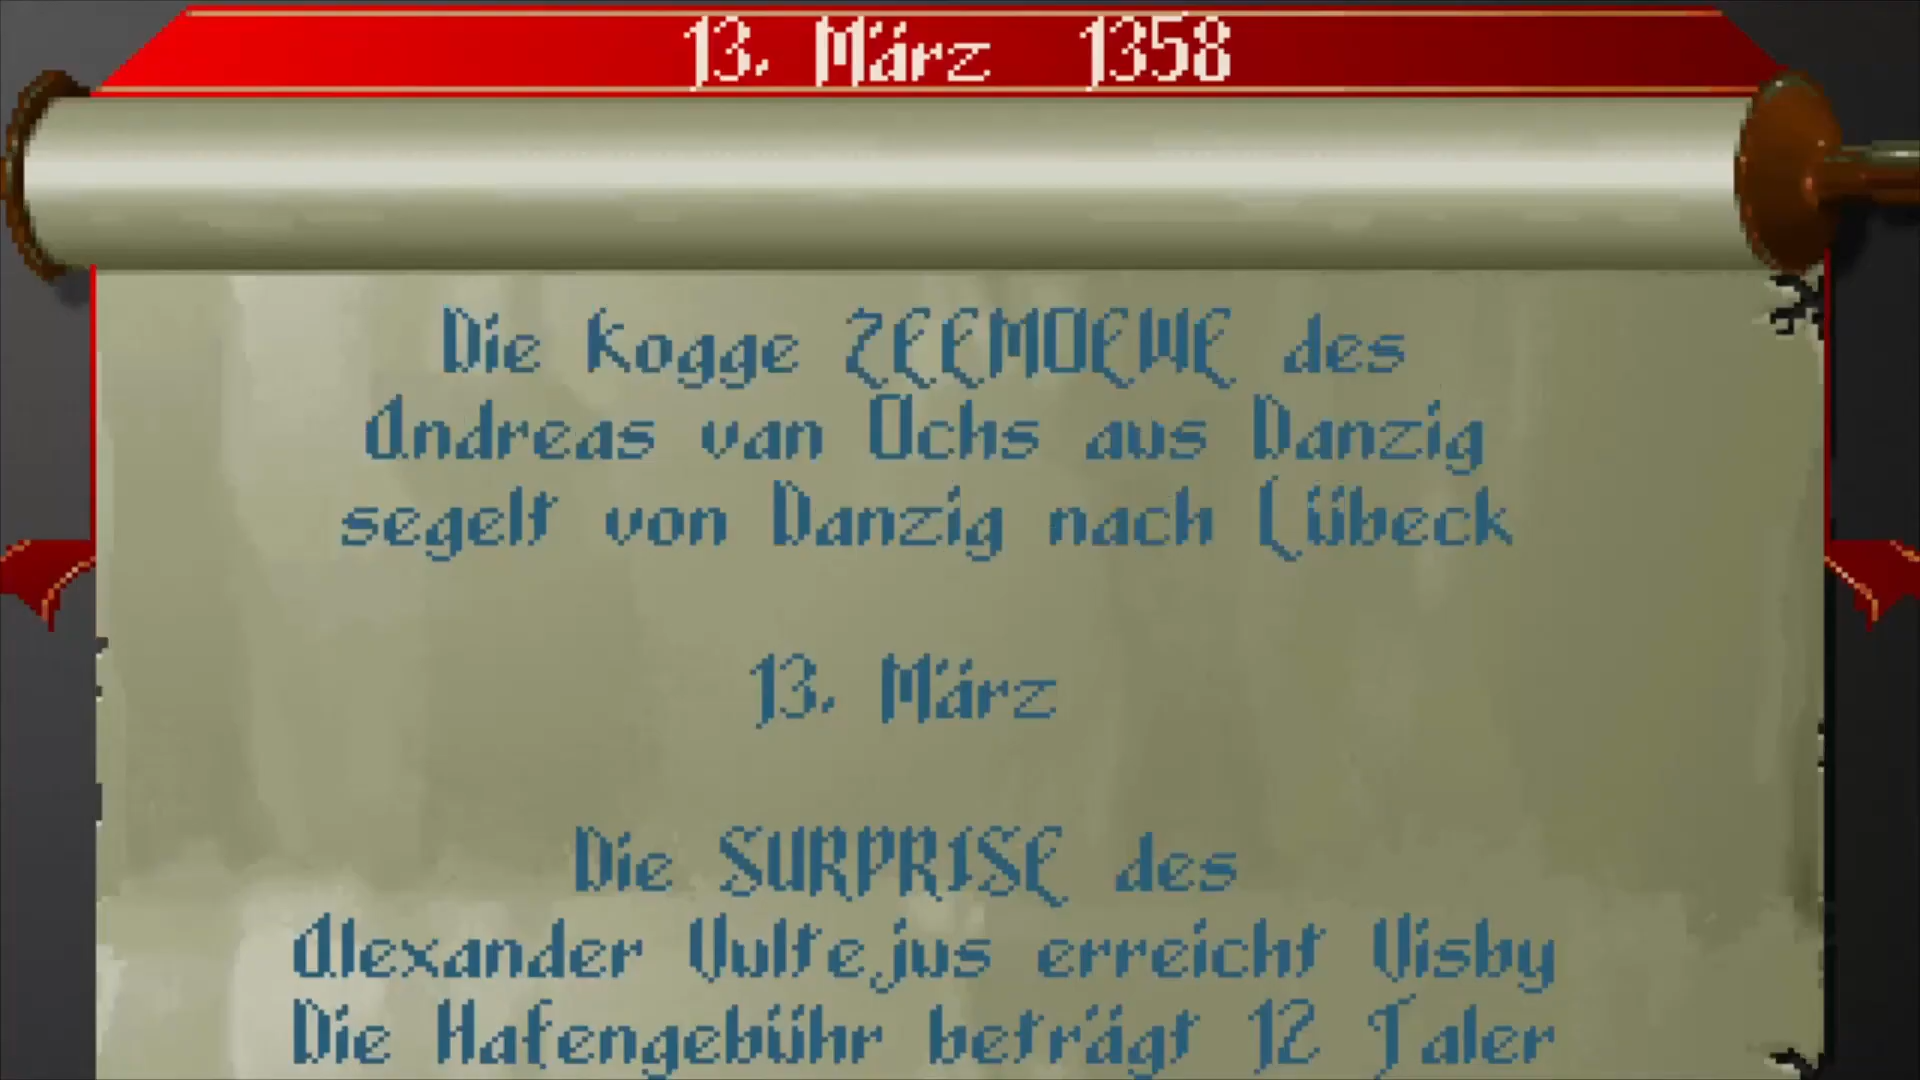 13. März 1358
Die Kogge ZEEMOEWE des
Andreas van Ochs aus Danzig
segelt von Danzig nach Lübeck
13. März
Die SURPRISE des
Alexander Vultejus erreicht Visby
Die Hafengebühr beträgt 12 Taler